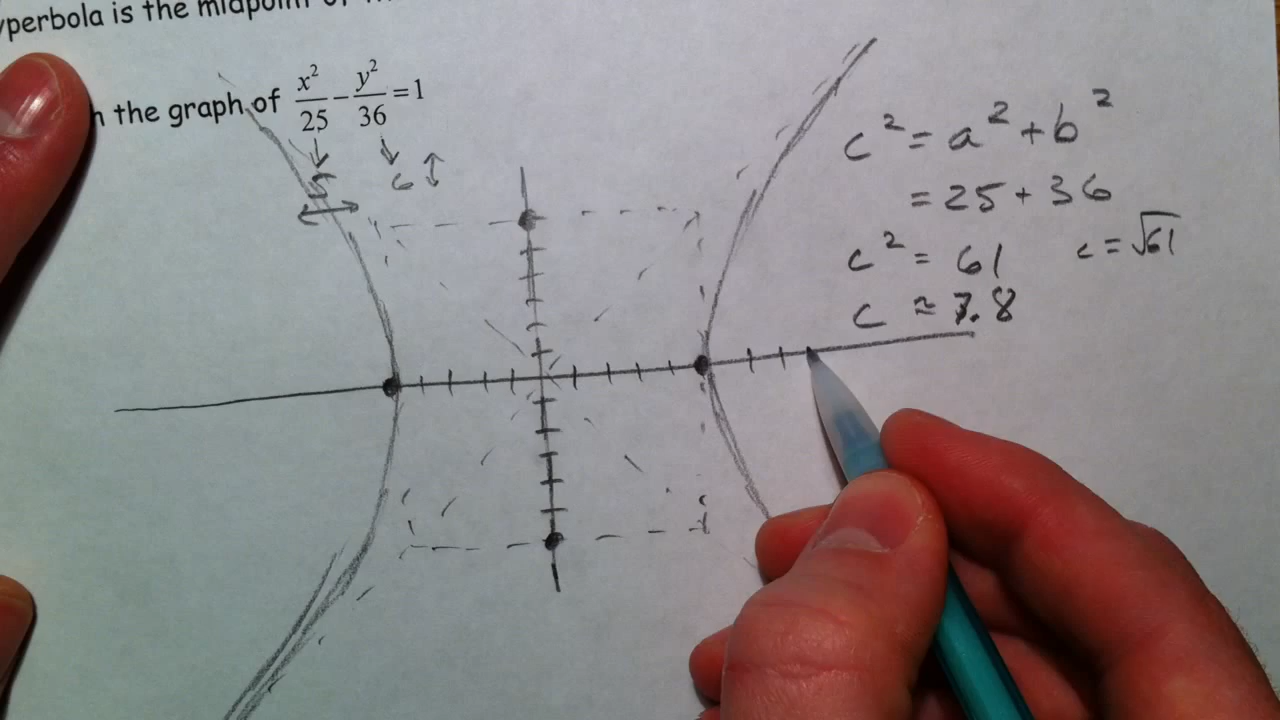 yperbola is the midpoint of
the graph of x²/25 − y²/36 = 1
5 6
c² = a² + b²
= 25 + 36
c² = 61 c = √61
c ≈ 7.8